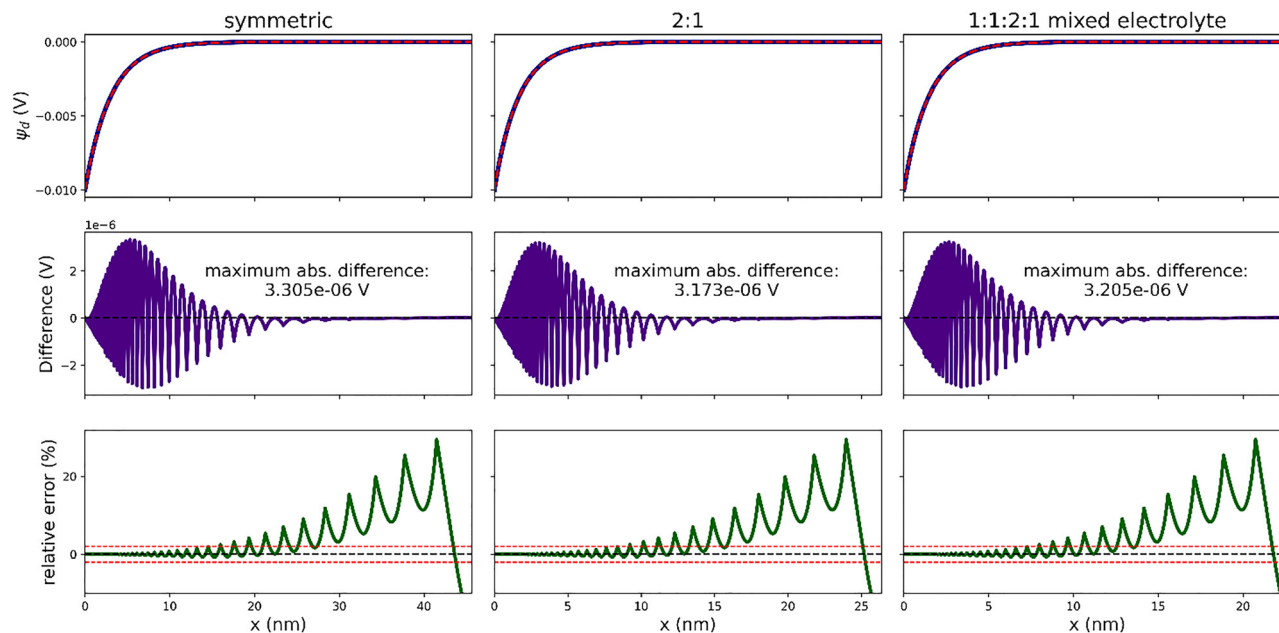 symmetric
2:1
1:1:2:1 mixed electrolyte
0.000
−0.005
−0.010
ψd (V)
1e−6
2
0
−2
Difference (V)
maximum abs. difference:
3.305e-06 V
maximum abs. difference:
3.173e-06 V
maximum abs. difference:
3.205e-06 V
20
0
relative error (%)
0 10 20 30 40
x (nm)
0 5 10 15 20 25
x (nm)
0 5 10 15 20
x (nm)